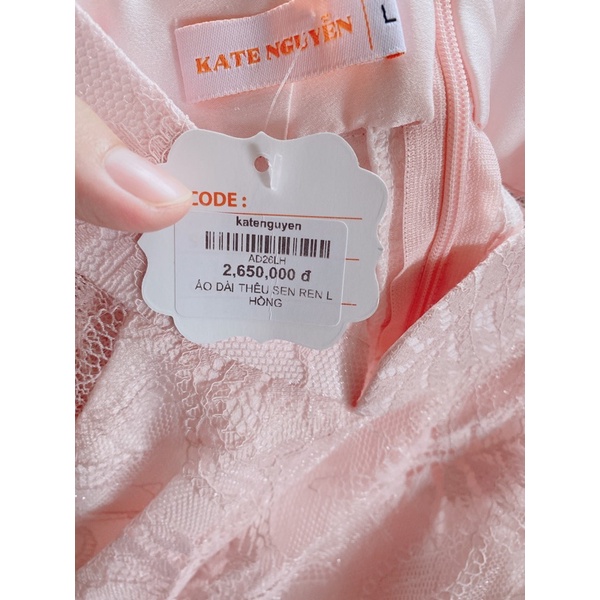 KATE NGUYỄN
L
CODE :
katenguyen
AD26LH
2,650,000 đ
ÁO DÀI THÊU SEN REN L
HỒNG